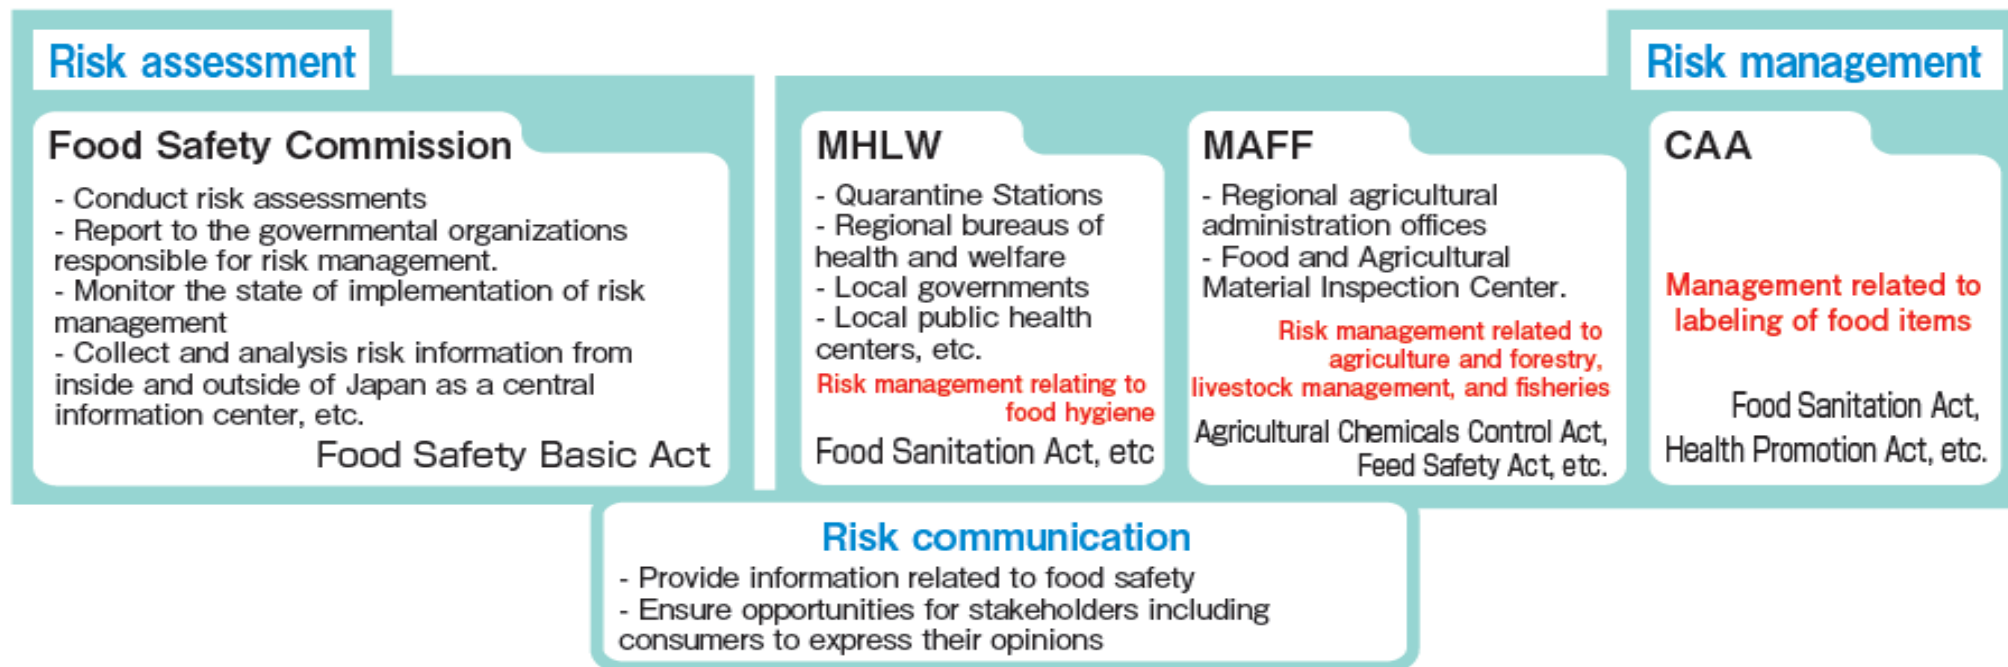 Risk assessment
Food Safety Commission
- Conduct risk assessments
- Report to the governmental organizations
responsible for risk management.
- Monitor the state of implementation of risk
management
- Collect and analysis risk information from
inside and outside of Japan as a central
information center, etc.
Food Safety Basic Act
Risk management
MHLW
- Quarantine Stations
- Regional bureaus of
health and welfare
- Local governments
- Local public health
centers, etc.
Risk management relating to
food hygiene
Food Sanitation Act, etc
MAFF
- Regional agricultural
administration offices
- Food and Agricultural
Material Inspection Center.
Risk management related to
agriculture and forestry,
livestock management, and fisheries
Agricultural Chemicals Control Act,
Feed Safety Act, etc.
CAA
Management related to
labeling of food items
Food Sanitation Act,
Health Promotion Act, etc.
Risk communication
- Provide information related to food safety
- Ensure opportunities for stakeholders including
consumers to express their opinions